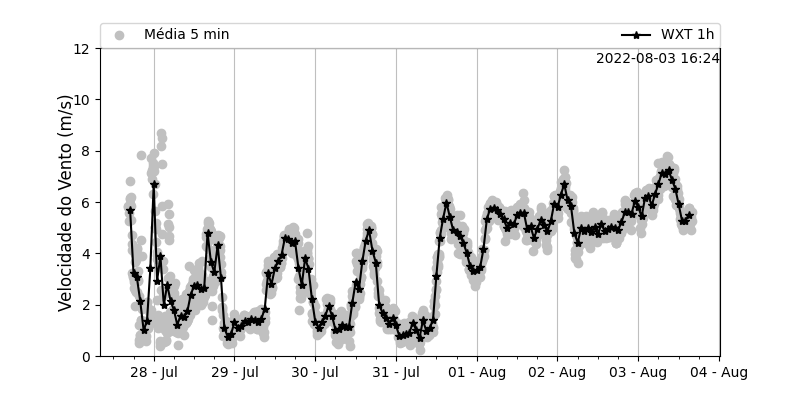 Média 5 min
WXT 1h
2022-08-03 16:24
Velocidade do Vento (m/s)
12
10
8
6
4
2
0
28 - Jul
29 - Jul
30 - Jul
31 - Jul
01 - Aug
02 - Aug
03 - Aug
04 - Aug